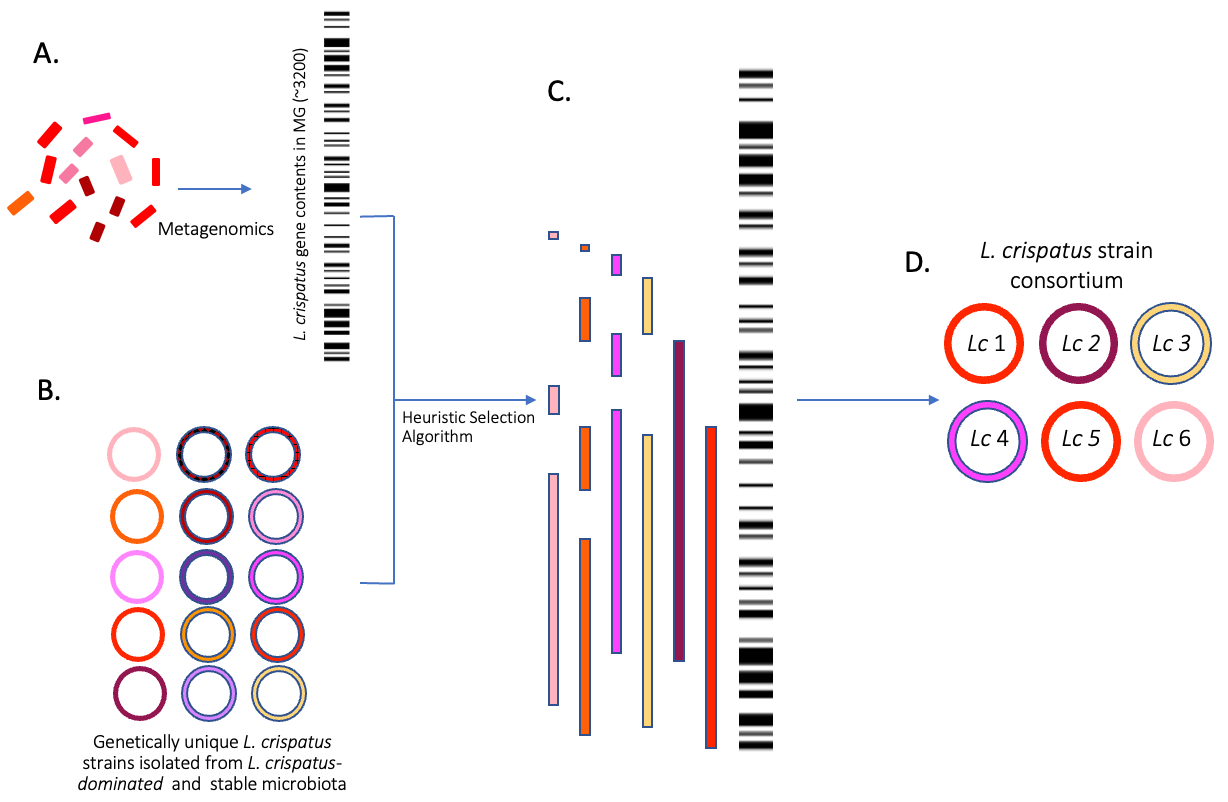 A.
Metagenomics
L. crispatus gene contents in MG (~3200)
B.
Genetically unique L. crispatus
strains isolated from L. crispatus-
dominated and stable microbiota
Heuristic Selection
Algorithm
C.
D.
L. crispatus strain
consortium
Lc 1
Lc 2
Lc 3
Lc 4
Lc 5
Lc 6